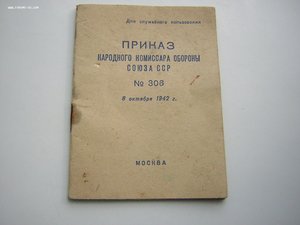 Для служебного пользования
ПРИКАЗ
НАРОДНОГО КОМИССАРА ОБОРОНЫ
СОЮЗА ССР
№ 306
8 октября 1942 г.
МОСКВА